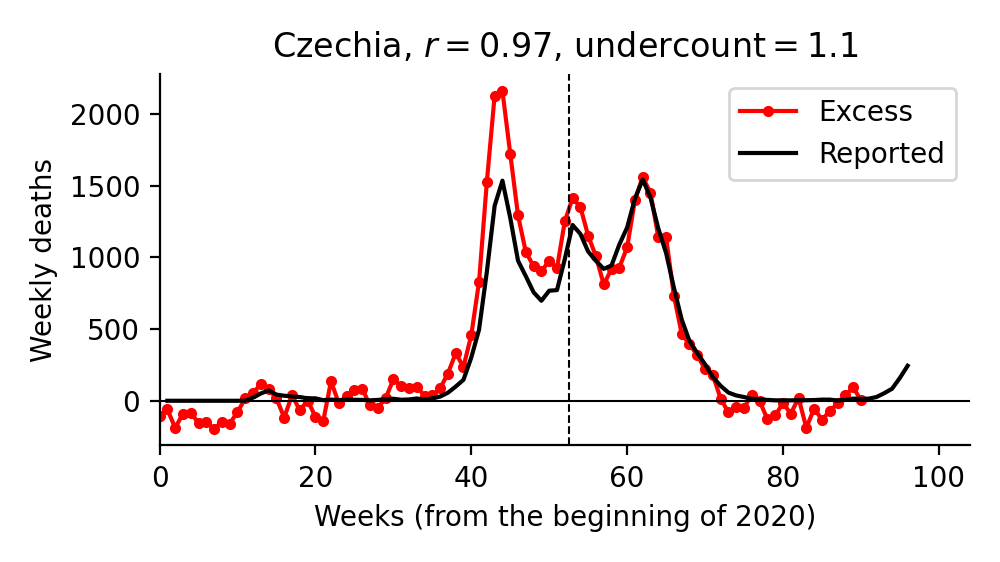 Czechia, r = 0.97, undercount = 1.1
Excess
Reported
Weekly deaths
2000
1500
1000
500
0
0 20 40 60 80 100
Weeks (from the beginning of 2020)